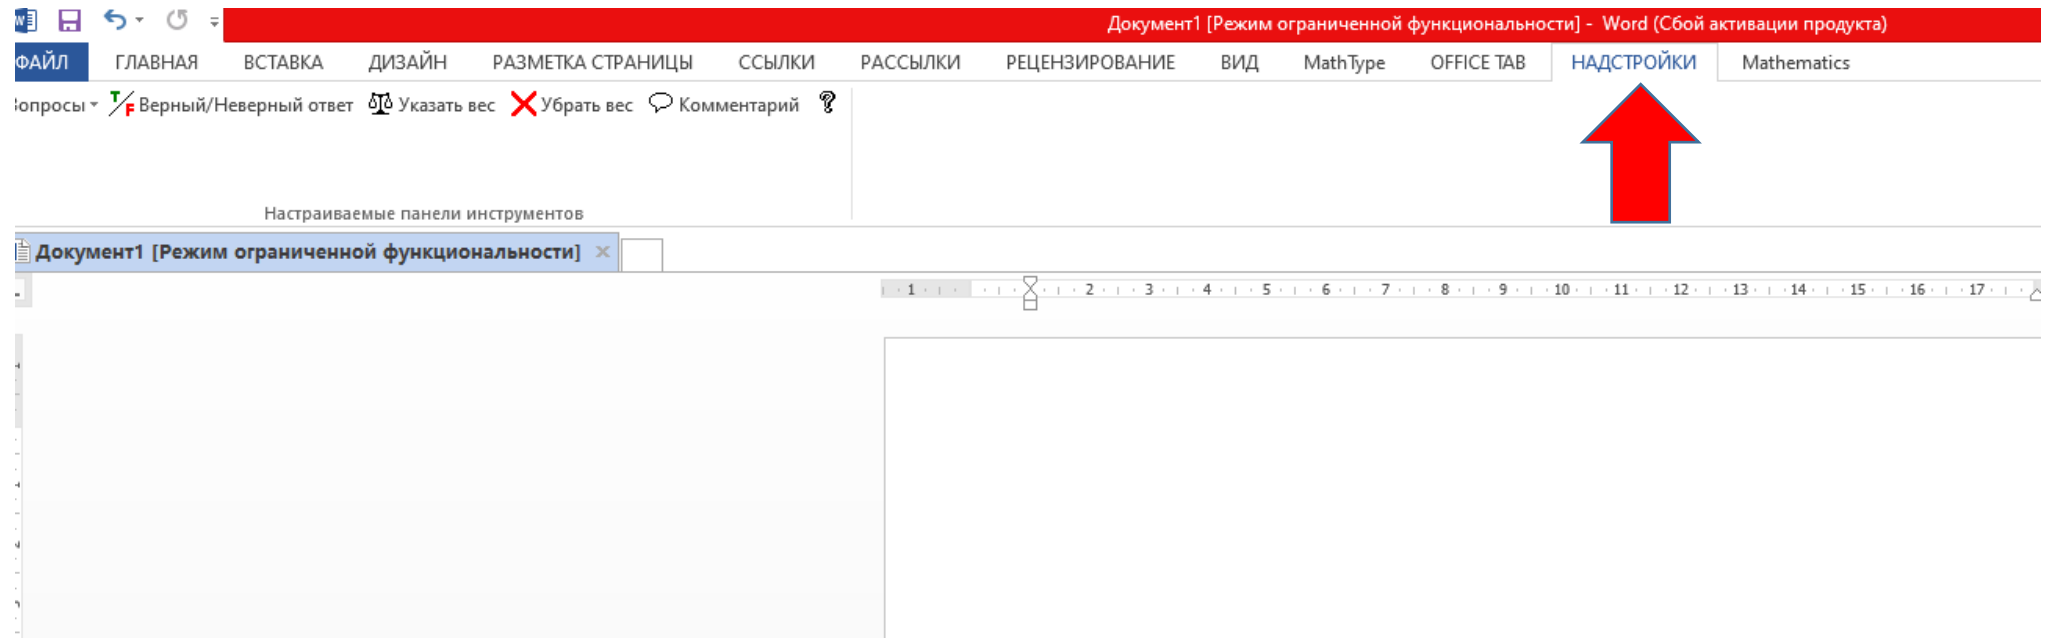 Документ1 [Режим ограниченной функциональности] - Word (Сбой активации продукта)
ФАЙЛ ГЛАВНАЯ ВСТАВКА ДИЗАЙН РАЗМЕТКА СТРАНИЦЫ ССЫЛКИ РАССЫЛКИ РЕЦЕНЗИРОВАНИЕ ВИД MathType OFFICE TAB НАДСТРОЙКИ Mathematics
Вопросы T/F Верный/Неверный ответ Указать вес Убрать вес Комментарий ?
Настраиваемые панели инструментов
Документ1 [Режим ограниченной функциональности]
1 2 3 4 5 6 7 8 9 10 11 12 13 14 15 16 17